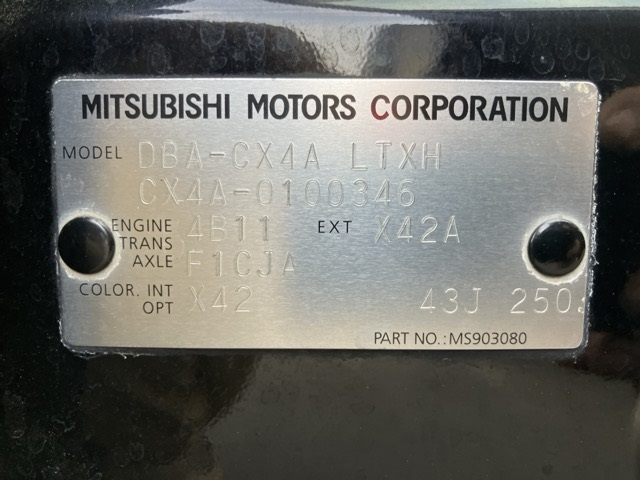 MITSUBISHI MOTORS CORPORATION
MODEL DBA-CX4A LTXH
CX4A-0100346
ENGINE 4B11 EXT X42A
TRANS
AXLE F1CJA
COLOR. INT X42 43J 250
OPT
PART NO.:MS903080